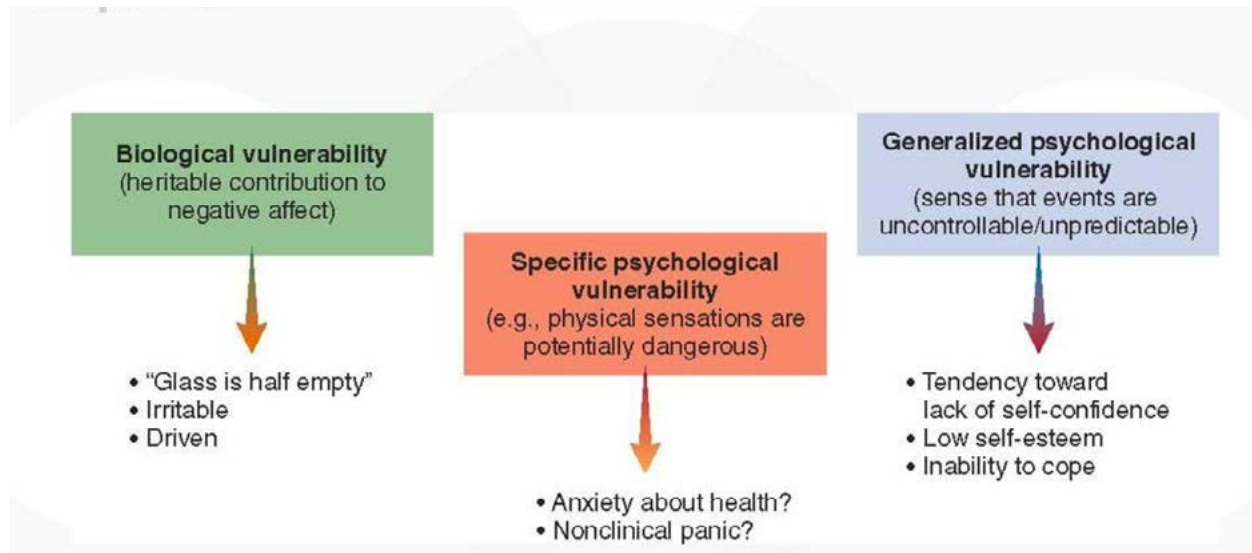 Biological vulnerability
(heritable contribution to
negative affect)
• “Glass is half empty”
• Irritable
• Driven
Specific psychological
vulnerability
(e.g., physical sensations are
potentially dangerous)
• Anxiety about health?
• Nonclinical panic?
Generalized psychological
vulnerability
(sense that events are
uncontrollable/unpredictable)
• Tendency toward
lack of self-confidence
• Low self-esteem
• Inability to cope